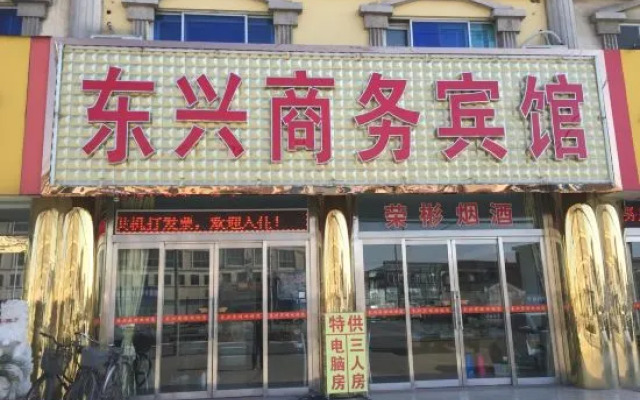 东兴商务宾馆
打发票,欢迎入住!
荣彬烟酒
特供
电三
脑人
房房